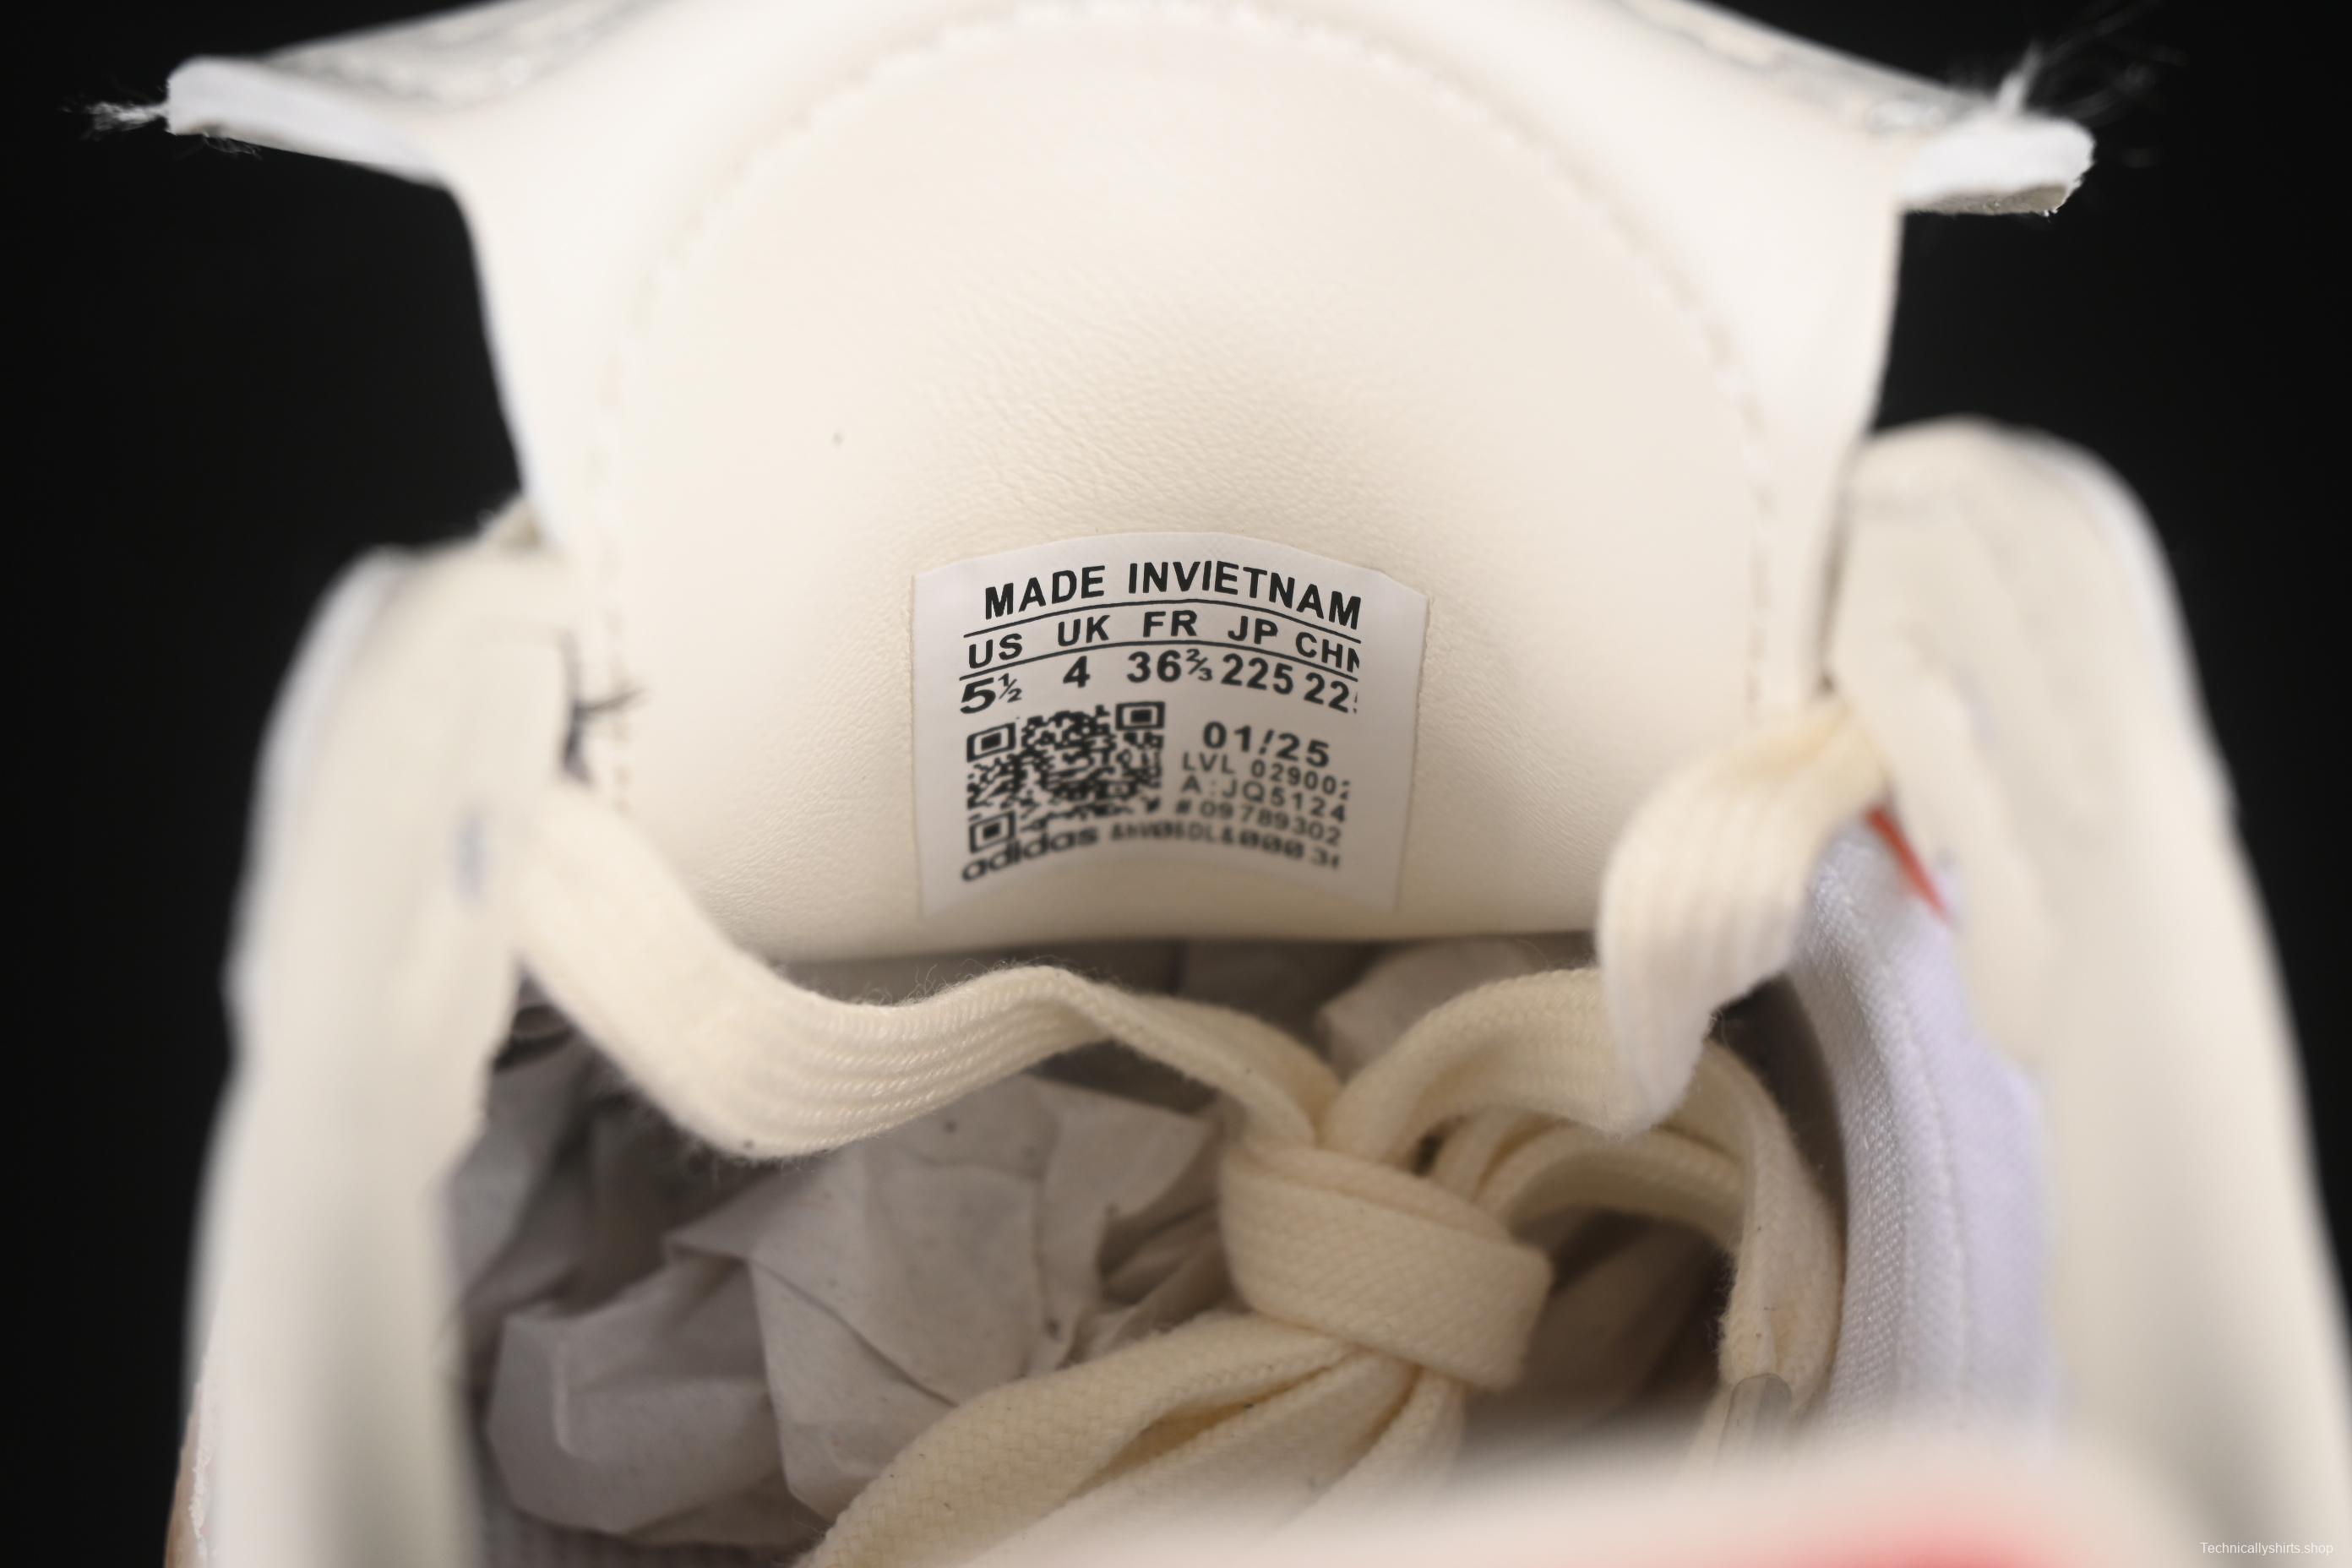 MADE INVIETNAM
US UK FR JP CHN
5½ 4 36⅔ 225 22
01/25
LVL 029002
A:JQ5124
# 09789302
adidas
Technicallyshirts.shop